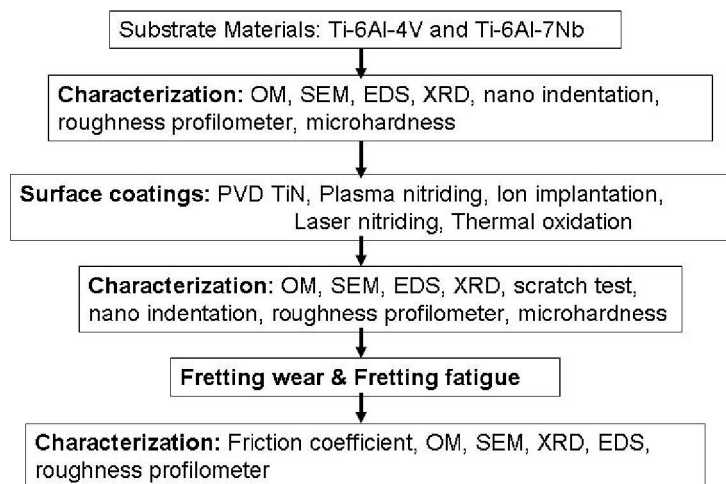 Substrate Materials: Ti-6Al-4V and Ti-6Al-7Nb
Characterization: OM, SEM, EDS, XRD, nano indentation,
roughness profilometer, microhardness
Surface coatings: PVD TiN, Plasma nitriding, Ion implantation,
Laser nitriding, Thermal oxidation
Characterization: OM, SEM, EDS, XRD, scratch test,
nano indentation, roughness profilometer, microhardness
Fretting wear & Fretting fatigue
Characterization: Friction coefficient, OM, SEM, XRD, EDS,
roughness profilometer